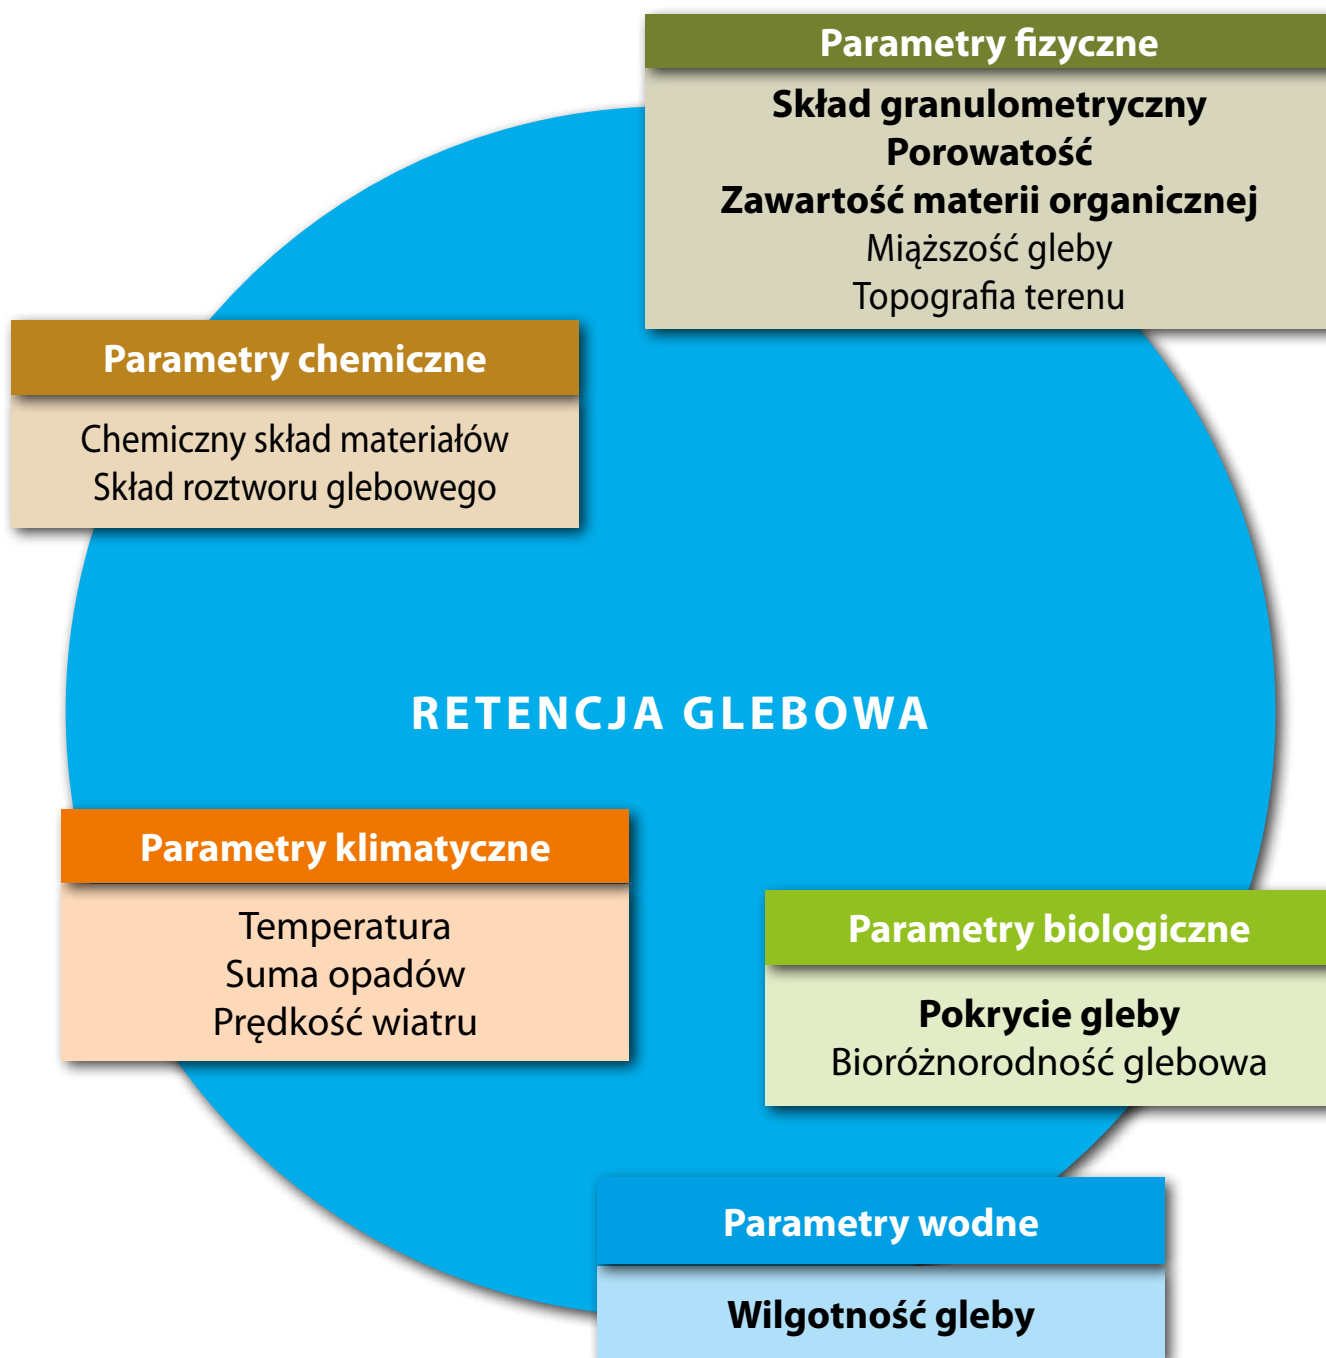 Parametry fizyczne
Skład granulometryczny
Porowatość
Zawartość materii organicznej
Miąższość gleby
Topografia terenu
Parametry chemiczne
Chemiczny skład materiałów
Skład roztworu glebowego
RETENCJA GLEBOWA
Parametry klimatyczne
Temperatura
Suma opadów
Prędkość wiatru
Parametry biologiczne
Pokrycie gleby
Bioróżnorodność glebowa
Parametry wodne
Wilgotność gleby